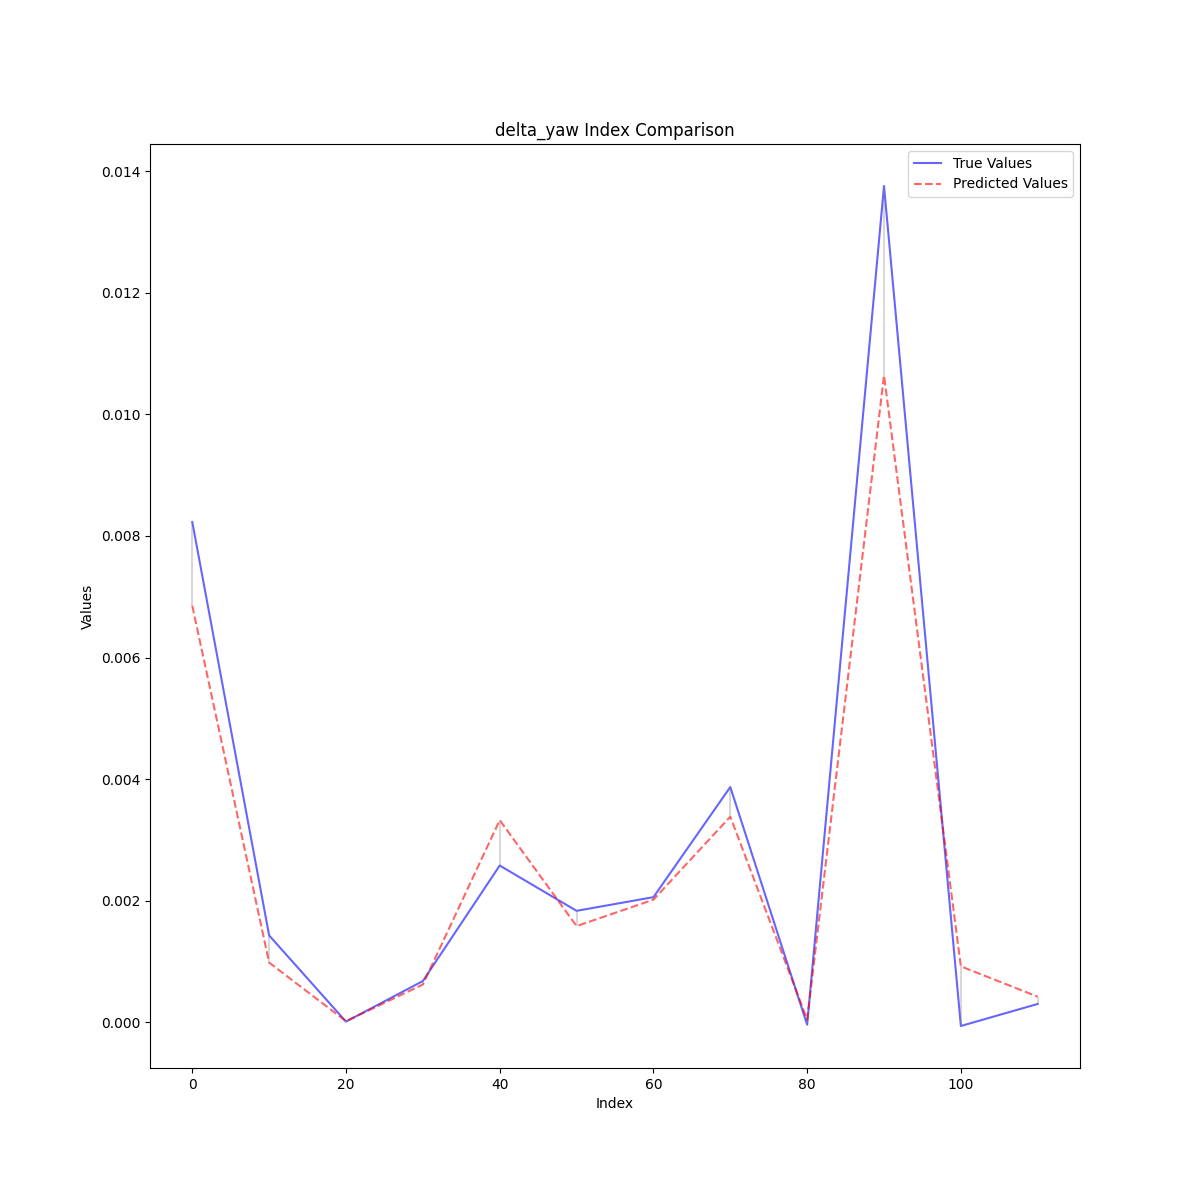 delta_yaw Index Comparison
True Values
Predicted Values
0.014
0.012
0.010
0.008
0.006
0.004
0.002
0.000
Values
0 20 40 60 80 100
Index